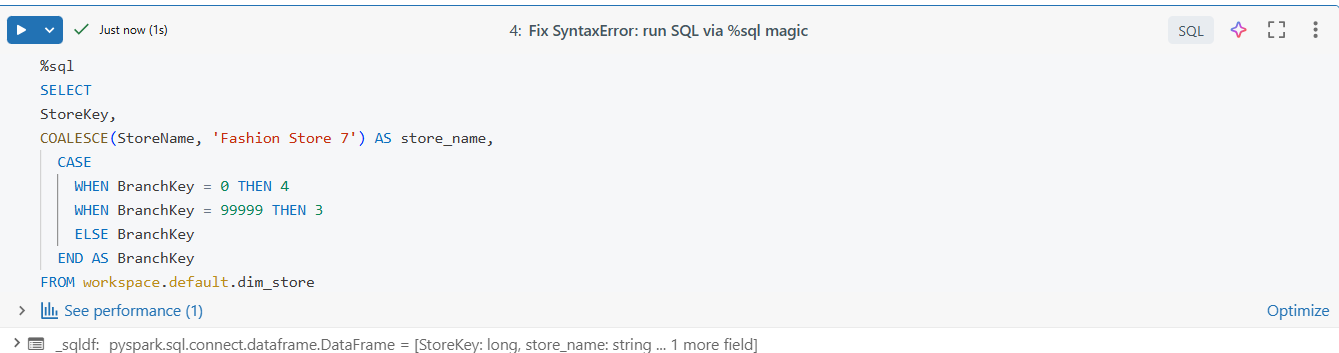 Just now (1s)
4: Fix SyntaxError: run SQL via %sql magic
SQL
%sql
SELECT
StoreKey,
COALESCE(StoreName, 'Fashion Store 7') AS store_name,
CASE
WHEN BranchKey = 0 THEN 4
WHEN BranchKey = 99999 THEN 3
ELSE BranchKey
END AS BranchKey
FROM workspace.default.dim_store
See performance (1)
Optimize
_sqldf: pyspark.sql.connect.dataframe.DataFrame = [StoreKey: long, store_name: string ... 1 more field]